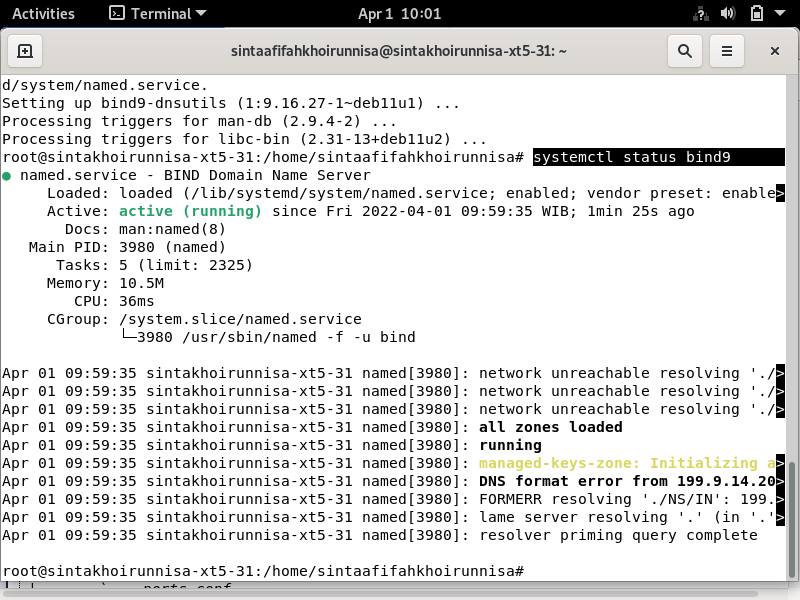 Activities Terminal Apr 1 10:01
sintaafifahkhoirunnisa@sintakhoirunnisa-xt5-31: ~
d/system/named.service.
Setting up bind9-dnsutils (1:9.16.27-1~deb11u1) ...
Processing triggers for man-db (2.9.4-2) ...
Processing triggers for libc-bin (2.31-13+deb11u2) ...
root@sintakhoirunnisa-xt5-31:/home/sintaafifahkhoirunnisa# systemctl status bind9
● named.service - BIND Domain Name Server
Loaded: loaded (/lib/systemd/system/named.service; enabled; vendor preset: enable>
Active: active (running) since Fri 2022-04-01 09:59:35 WIB; 1min 25s ago
Docs: man:named(8)
Main PID: 3980 (named)
Tasks: 5 (limit: 2325)
Memory: 10.5M
CPU: 36ms
CGroup: /system.slice/named.service
└─3980 /usr/sbin/named -f -u bind
Apr 01 09:59:35 sintakhoirunnisa-xt5-31 named[3980]: network unreachable resolving './>
Apr 01 09:59:35 sintakhoirunnisa-xt5-31 named[3980]: network unreachable resolving './>
Apr 01 09:59:35 sintakhoirunnisa-xt5-31 named[3980]: network unreachable resolving './>
Apr 01 09:59:35 sintakhoirunnisa-xt5-31 named[3980]: all zones loaded
Apr 01 09:59:35 sintakhoirunnisa-xt5-31 named[3980]: running
Apr 01 09:59:35 sintakhoirunnisa-xt5-31 named[3980]: managed-keys-zone: Initializing a>
Apr 01 09:59:35 sintakhoirunnisa-xt5-31 named[3980]: DNS format error from 199.9.14.20>
Apr 01 09:59:35 sintakhoirunnisa-xt5-31 named[3980]: FORMERR resolving './NS/IN': 199.>
Apr 01 09:59:35 sintakhoirunnisa-xt5-31 named[3980]: lame server resolving '.' (in '.'>
Apr 01 09:59:35 sintakhoirunnisa-xt5-31 named[3980]: resolver priming query complete
root@sintakhoirunnisa-xt5-31:/home/sintaafifahkhoirunnisa#